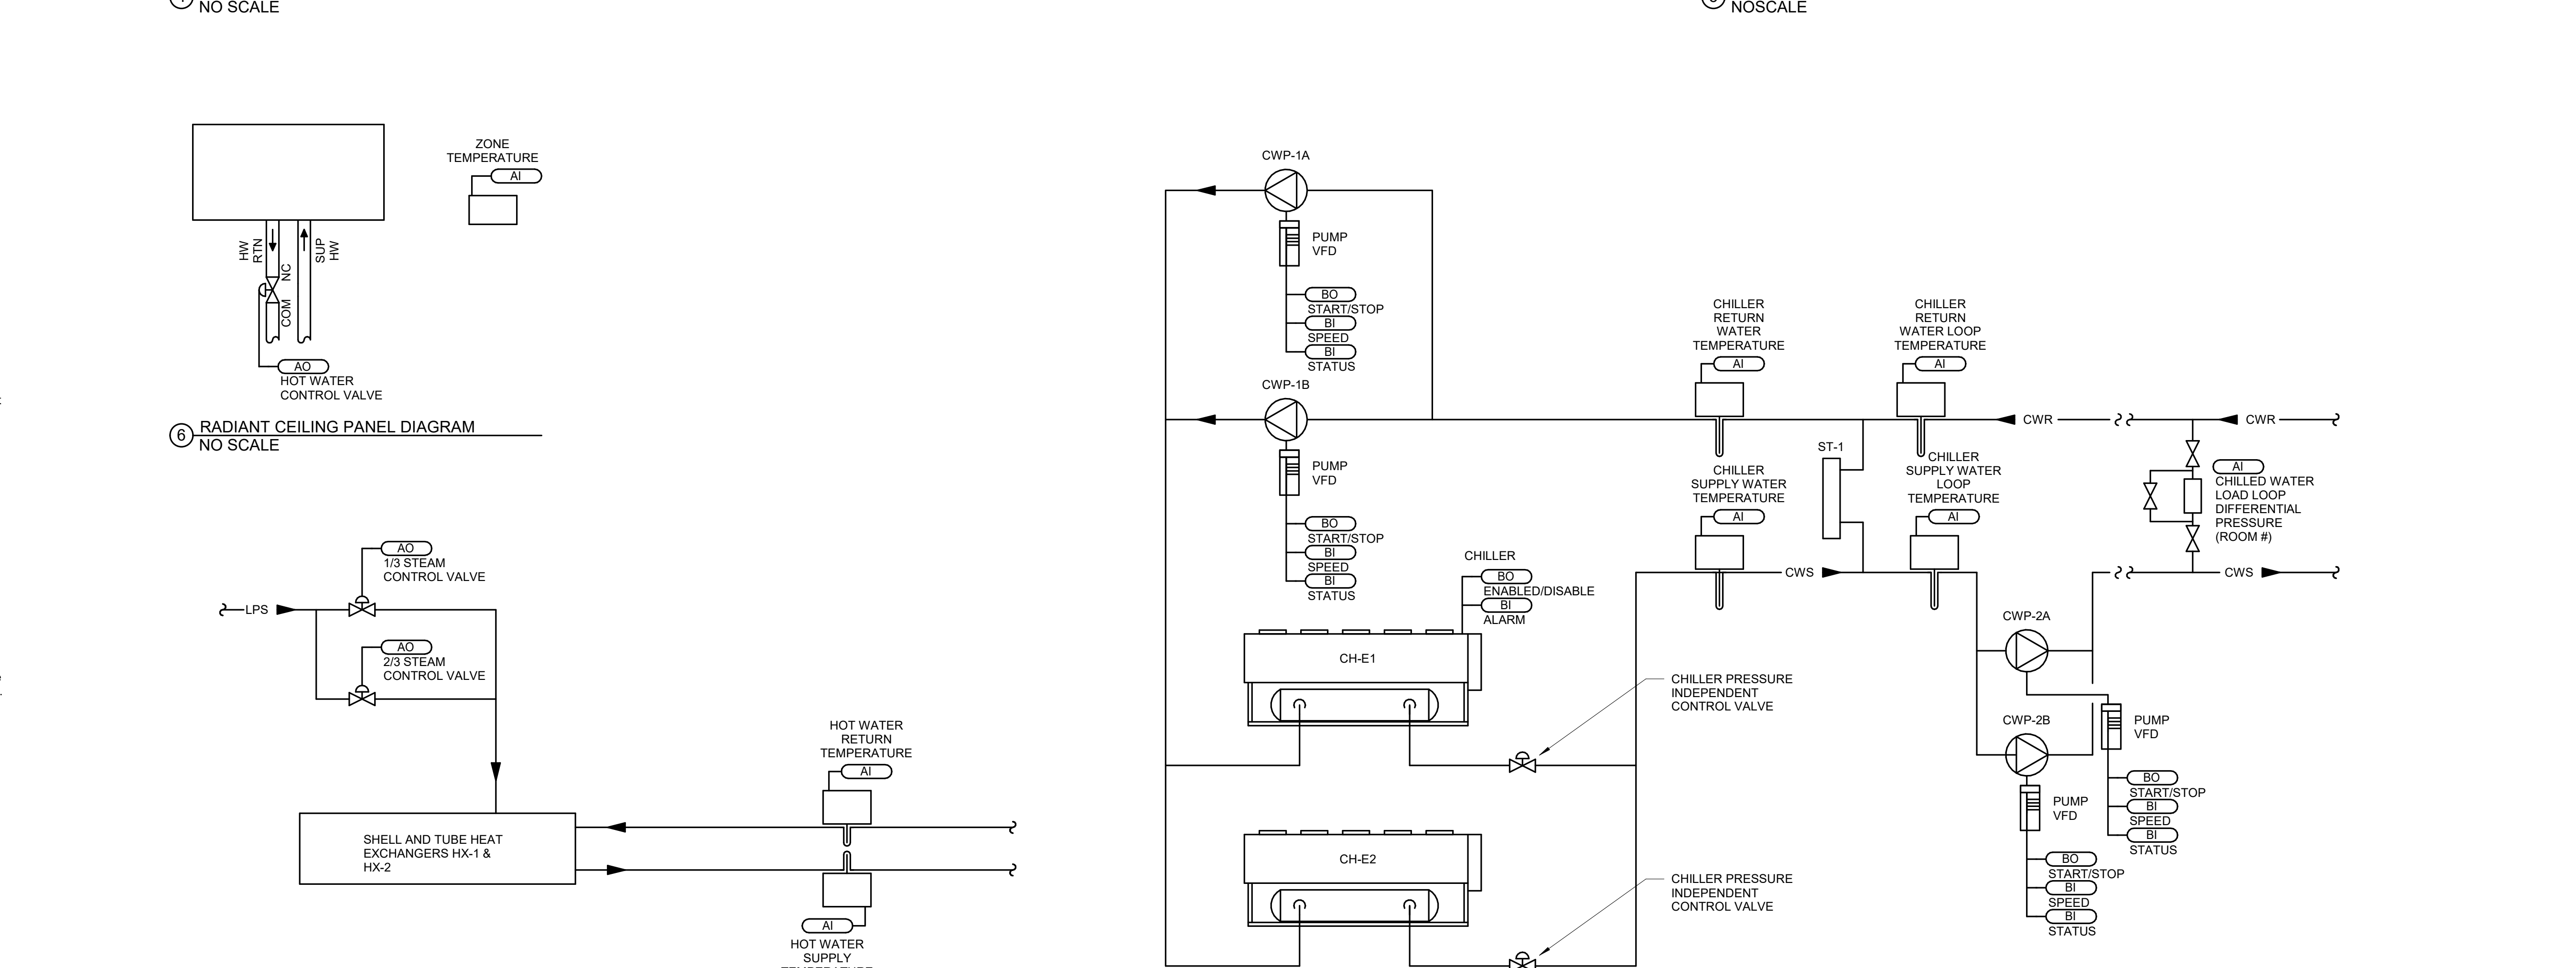 NO SCALE
NOSCALE
ZONE
TEMPERATURE
AI
HW
RTN
NC
COM
SUP
HW
AO
HOT WATER
CONTROL VALVE
6
RADIANT CEILING PANEL DIAGRAM
NO SCALE
AO
1/3 STEAM
CONTROL VALVE
LPS
AO
2/3 STEAM
CONTROL VALVE
SHELL AND TUBE HEAT
EXCHANGERS HX-1 &
HX-2
HOT WATER
RETURN
TEMPERATURE
AI
AI
HOT WATER
SUPPLY
TEMPERATURE
CWP-1A
PUMP
VFD
BO
START/STOP
BI
SPEED
BI
STATUS
CWP-1B
PUMP
VFD
BO
START/STOP
BI
SPEED
BI
STATUS
CHILLER
BO
ENABLED/DISABLE
BI
ALARM
CH-E1
CHILLER PRESSURE
INDEPENDENT
CONTROL VALVE
CH-E2
CHILLER PRESSURE
INDEPENDENT
CONTROL VALVE
CHILLER
RETURN
WATER
TEMPERATURE
AI
CHILLER
RETURN
WATER LOOP
TEMPERATURE
AI
CWR
CWR
ST-1
CHILLER
SUPPLY WATER
TEMPERATURE
AI
CHILLER
SUPPLY WATER
LOOP
TEMPERATURE
AI
AI
CHILLED WATER
LOAD LOOP
DIFFERENTIAL
PRESSURE
(ROOM #)
CWS
CWS
CWP-2A
PUMP
VFD
BO
START/STOP
BI
SPEED
BI
STATUS
CWP-2B
PUMP
VFD
BO
START/STOP
BI
SPEED
BI
STATUS